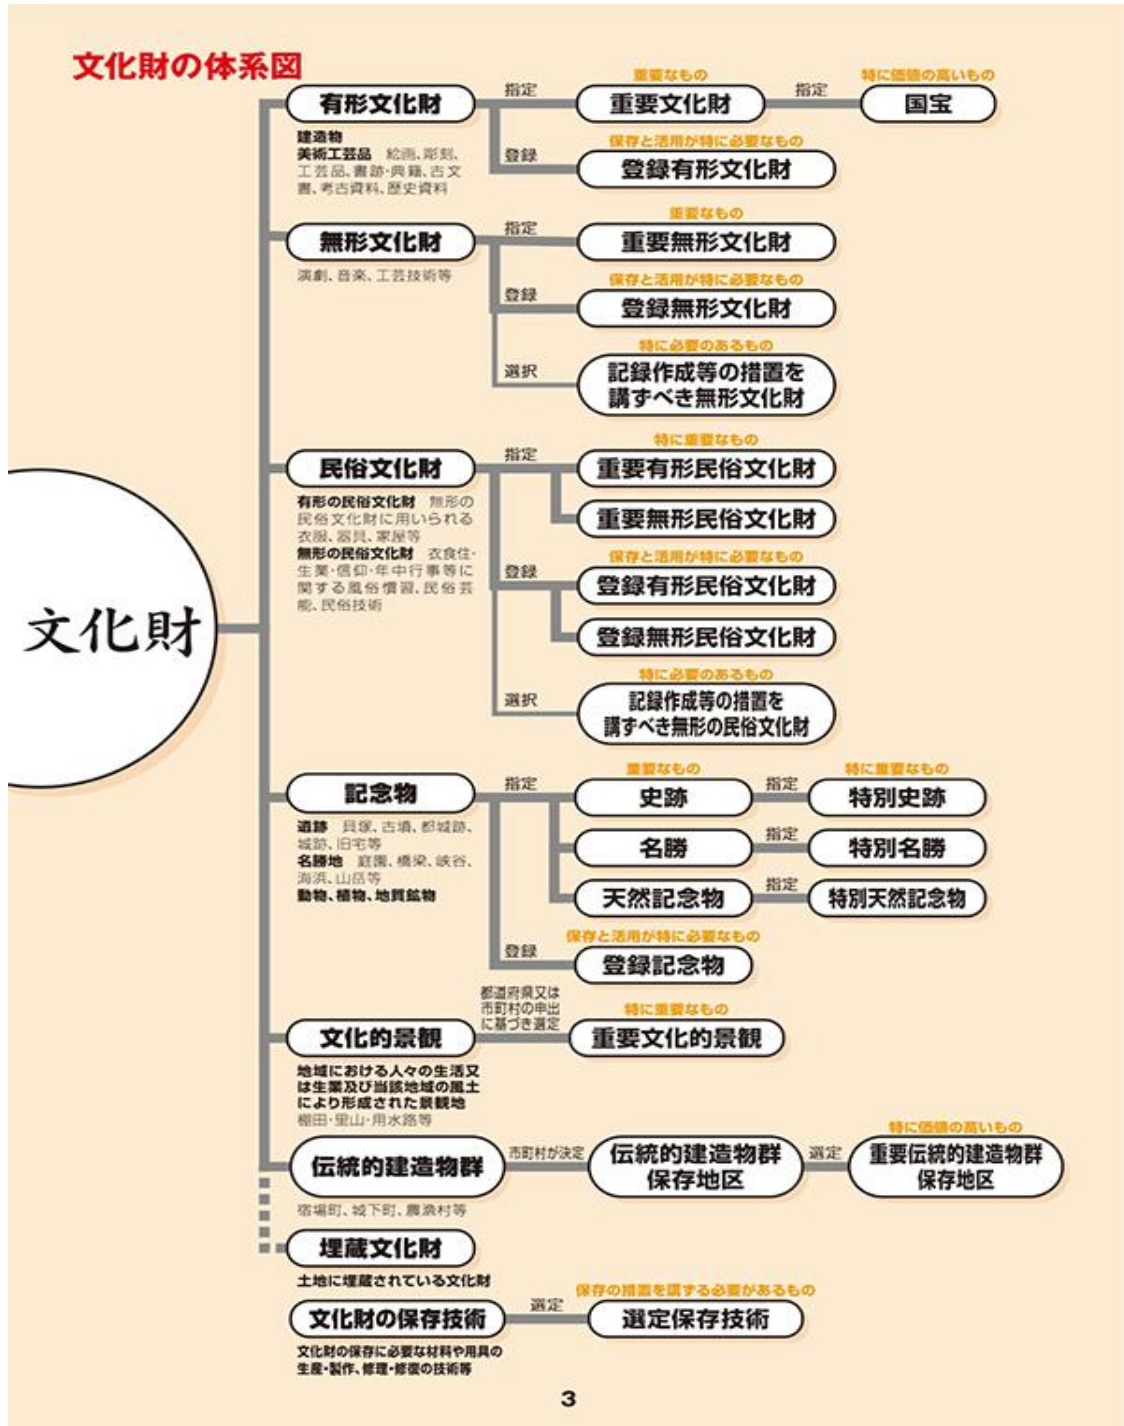 文化財の体系図
有形文化財
指定
重要なもの
重要文化財
指定
特に価値の高いもの
国宝
建造物
美術工芸品　絵画、彫刻、
工芸品、書跡・典籍、古文
書、考古資料、歴史資料
登録
保存と活用が特に必要なもの
登録有形文化財
無形文化財
指定
重要なもの
重要無形文化財
演劇、音楽、工芸技術等
登録
保存と活用が特に必要なもの
登録無形文化財
選択
特に必要のあるもの
記録作成等の措置を
講ずべき無形文化財
民俗文化財
指定
特に重要なもの
重要有形民俗文化財
重要無形民俗文化財
有形の民俗文化財　無形の
民俗文化財に用いられる
衣服、器具、家屋等
無形の民俗文化財　衣食住・
生業・信仰・年中行事等に
関する風俗慣習、民俗芸
能、民俗技術
登録
保存と活用が特に必要なもの
登録有形民俗文化財
登録無形民俗文化財
選択
特に必要のあるもの
記録作成等の措置を
講ずべき無形の民俗文化財
文化財
記念物
指定
重要なもの
史跡
指定
特に重要なもの
特別史跡
名勝
指定
特別名勝
天然記念物
指定
特別天然記念物
遺跡　貝塚、古墳、都城跡、
城跡、旧宅等
名勝地　庭園、橋梁、峡谷、
海浜、山岳等
動物、植物、地質鉱物
登録
保存と活用が特に必要なもの
登録記念物
文化的景観
都道府県又は
市町村の申出
に基づき選定
特に重要なもの
重要文化的景観
地域における人々の生活又
は生業及び当該地域の風土
により形成された景観地
棚田・里山・用水路等
伝統的建造物群
市町村が決定
伝統的建造物群
保存地区
選定
特に価値の高いもの
重要伝統的建造物群
保存地区
宿場町、城下町、農漁村等
埋蔵文化財
土地に埋蔵されている文化財
文化財の保存技術
選定
保存の措置を講ずる必要があるもの
選定保存技術
文化財の保存に必要な材料や用具の
生産・製作、修理・修復の技術等
3